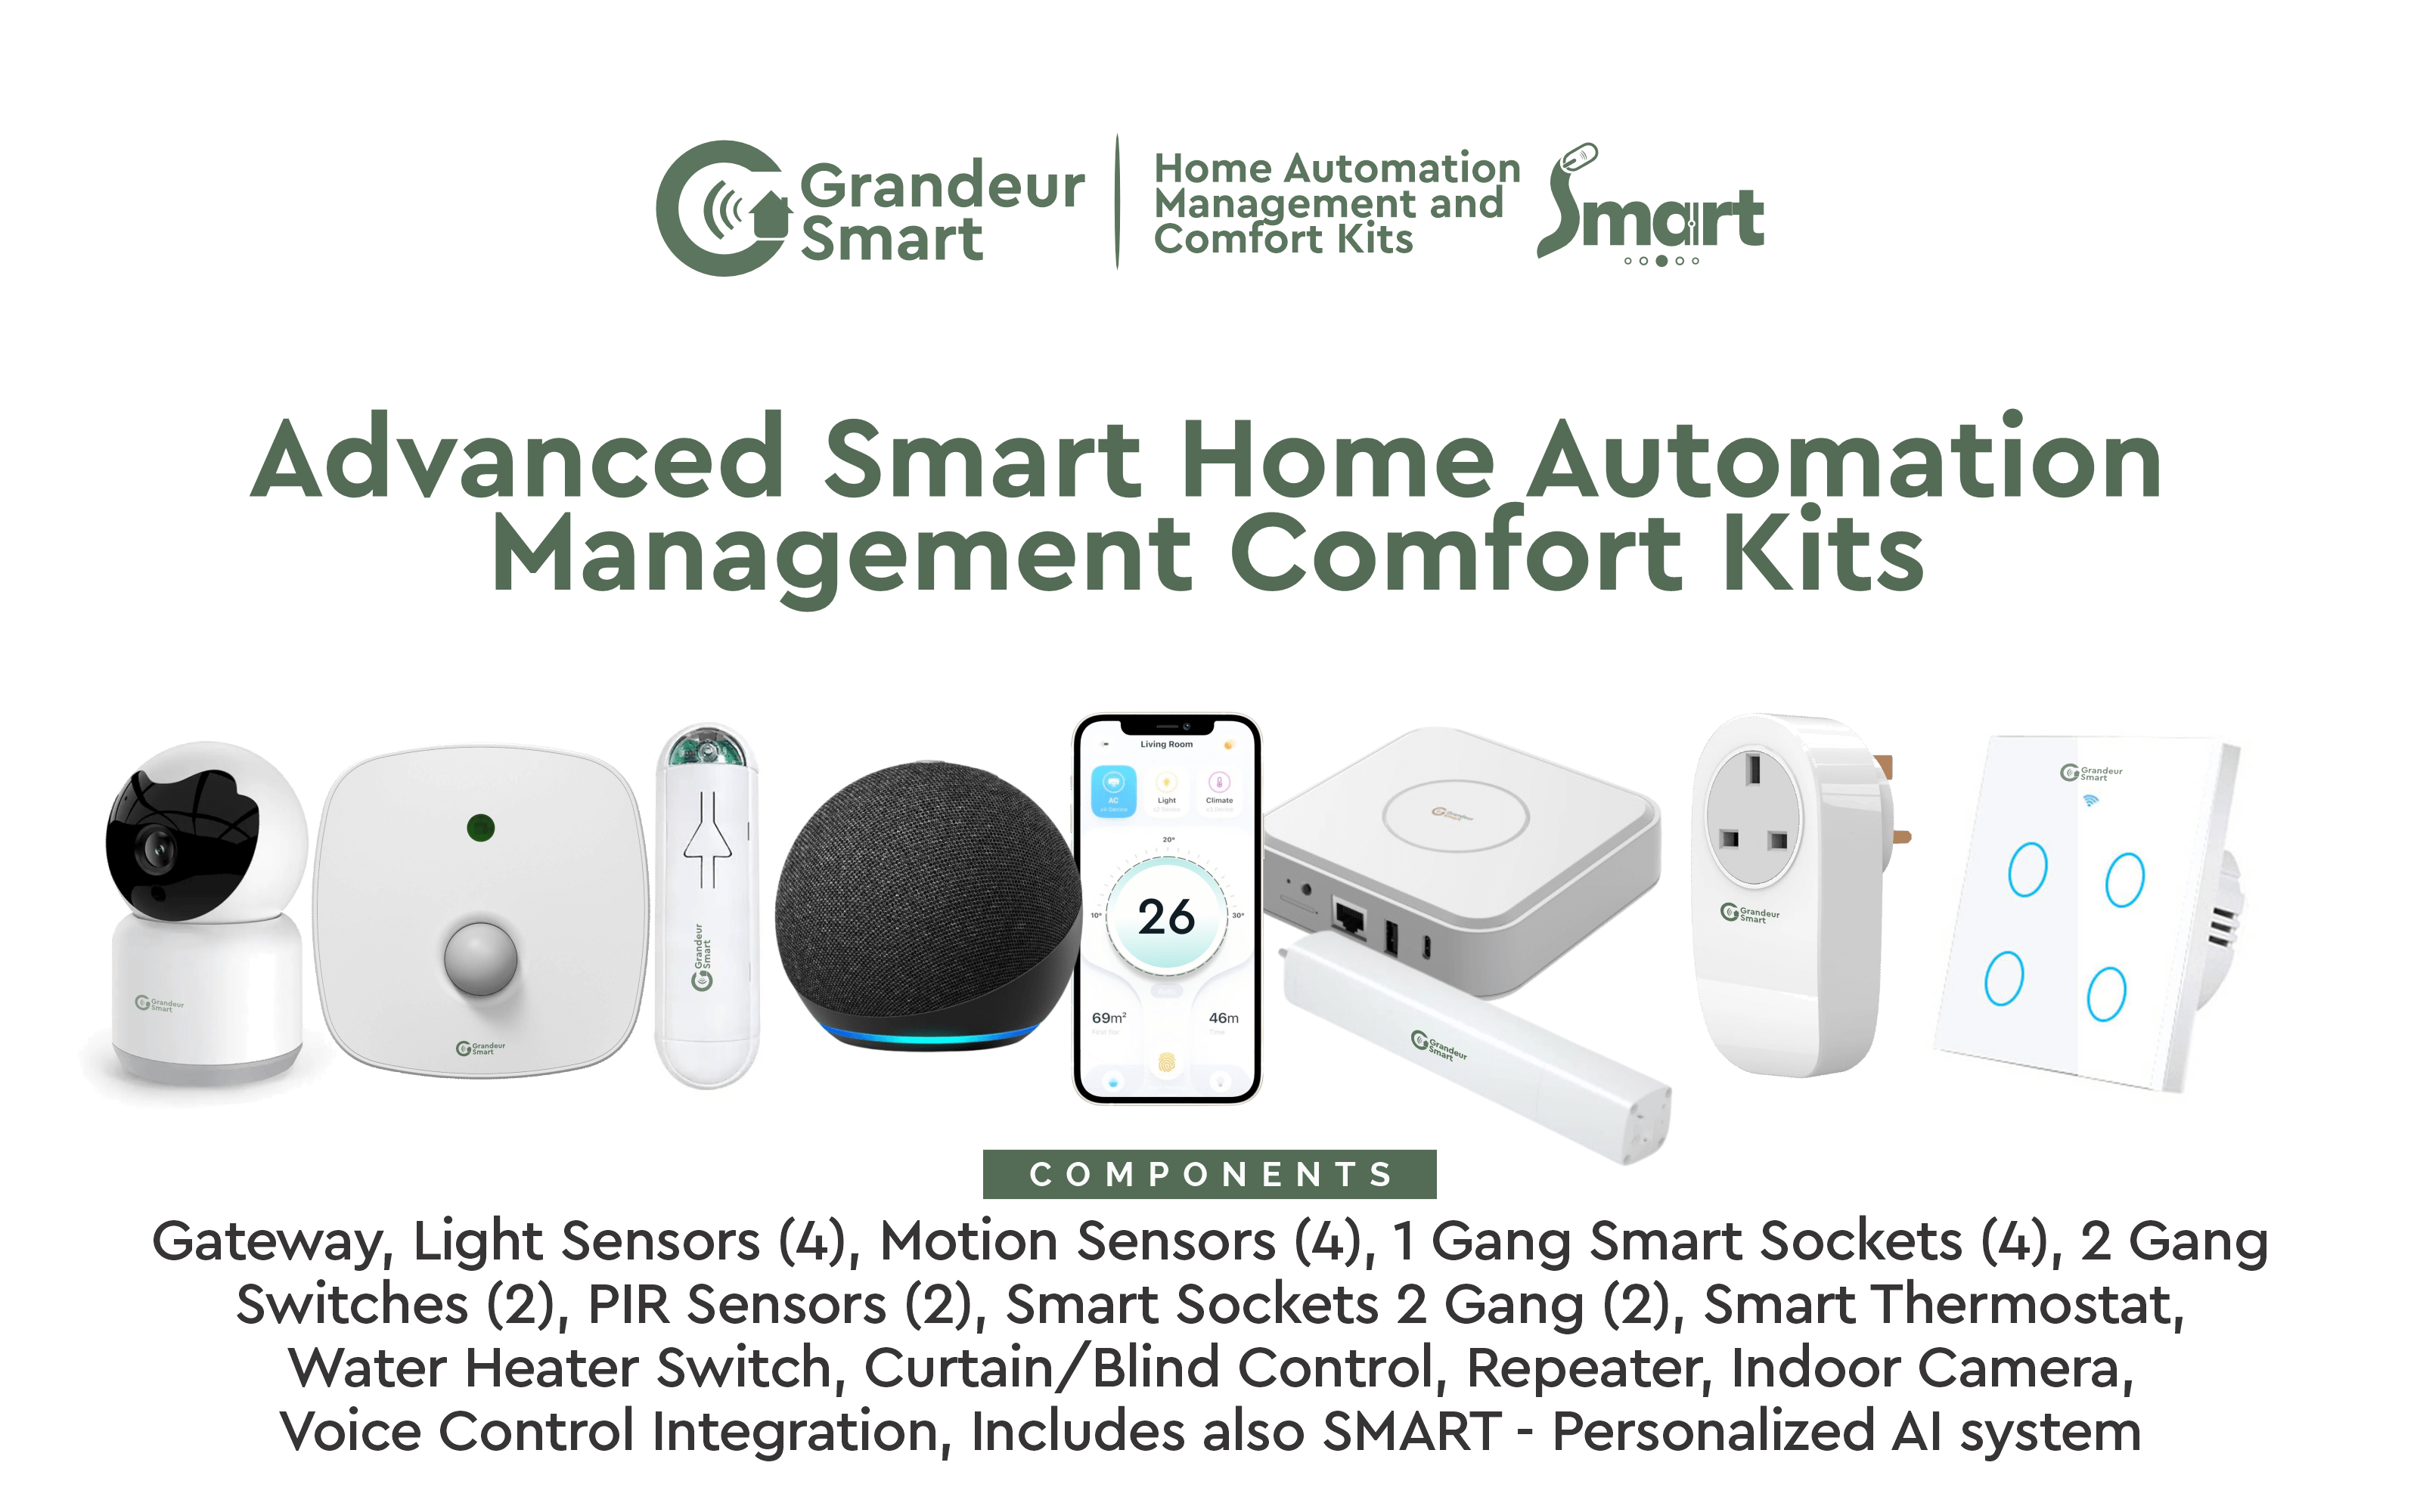 Grandeur
Smart
Home Automation
Management and
Comfort Kits
Smart
Advanced Smart Home Automation
Management Comfort Kits
Grandeur
Smart
Grandeur
Smart
Grandeur
Smart
Living Room
AC
Light
Climate
20°
10°
30°
26
69m²
46m
Time
Grandeur
Smart
Grandeur
Smart
Grandeur
Smart
Grandeur
Smart
COMPONENTS
Gateway, Light Sensors (4), Motion Sensors (4), 1 Gang Smart Sockets (4), 2 Gang
Switches (2), PIR Sensors (2), Smart Sockets 2 Gang (2), Smart Thermostat,
Water Heater Switch, Curtain/Blind Control, Repeater, Indoor Camera,
Voice Control Integration, Includes also SMART - Personalized AI system